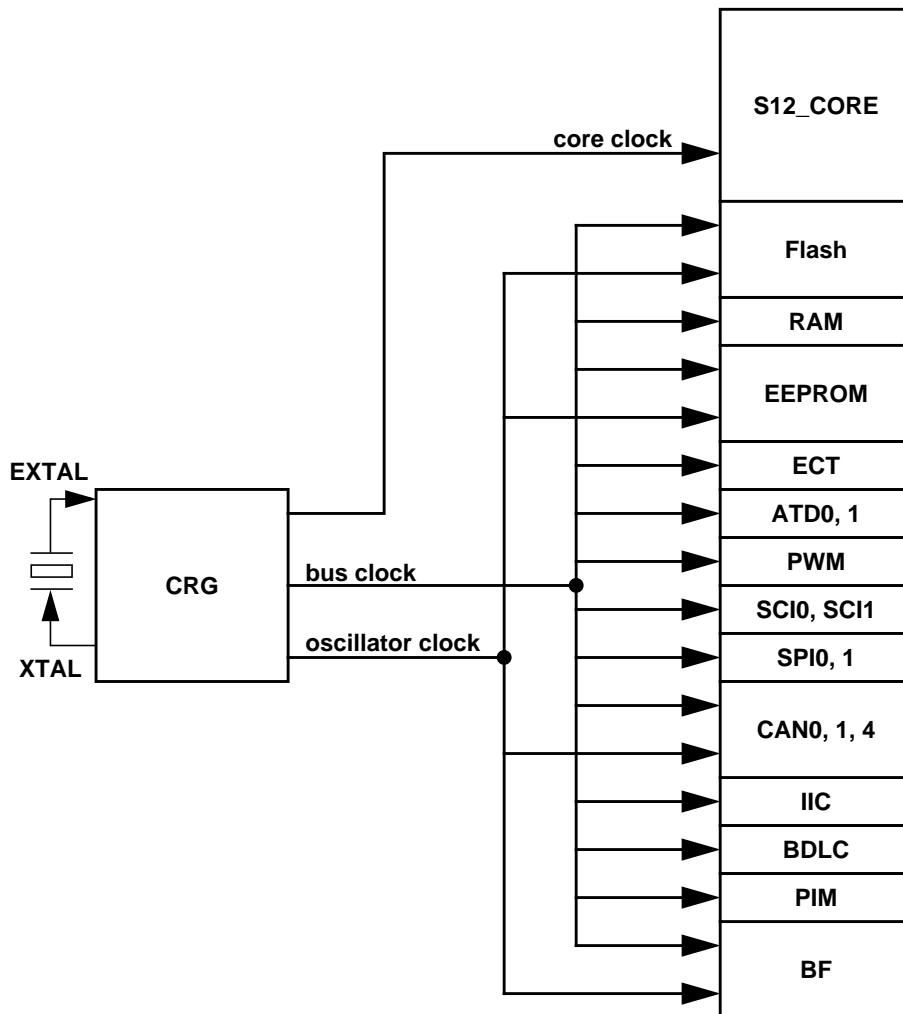 S12_CORE
core clock
Flash
RAM
EEPROM
EXTAL
ECT
ATD0, 1
CRG
bus clock
PWM
SCI0, SCI1
oscillator clock
XTAL
SPI0, 1
CAN0, 1, 4
IIC
BDLC
PIM
BF